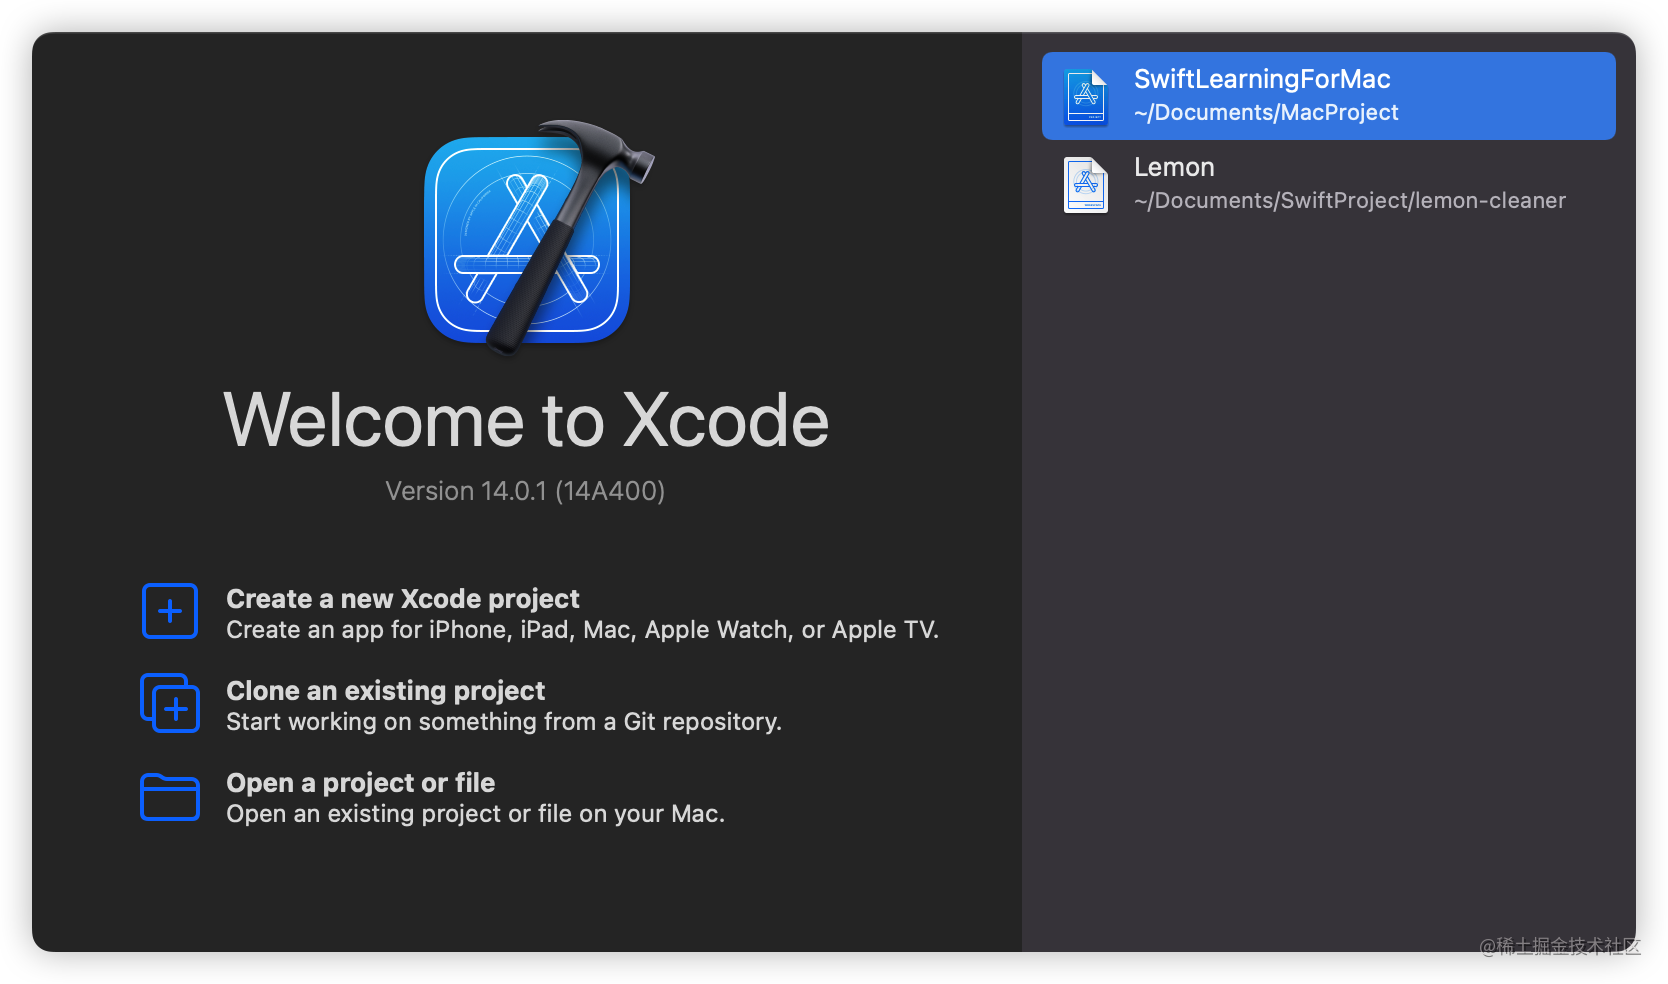 Welcome to Xcode
Version 14.0.1 (14A400)
Create a new Xcode project
Create an app for iPhone, iPad, Mac, Apple Watch, or Apple TV.
Clone an existing project
Start working on something from a Git repository.
Open a project or file
Open an existing project or file on your Mac.
SwiftLearningForMac
~/Documents/MacProject
Lemon
~/Documents/SwiftProject/lemon-cleaner
@稀土掘金技术社区